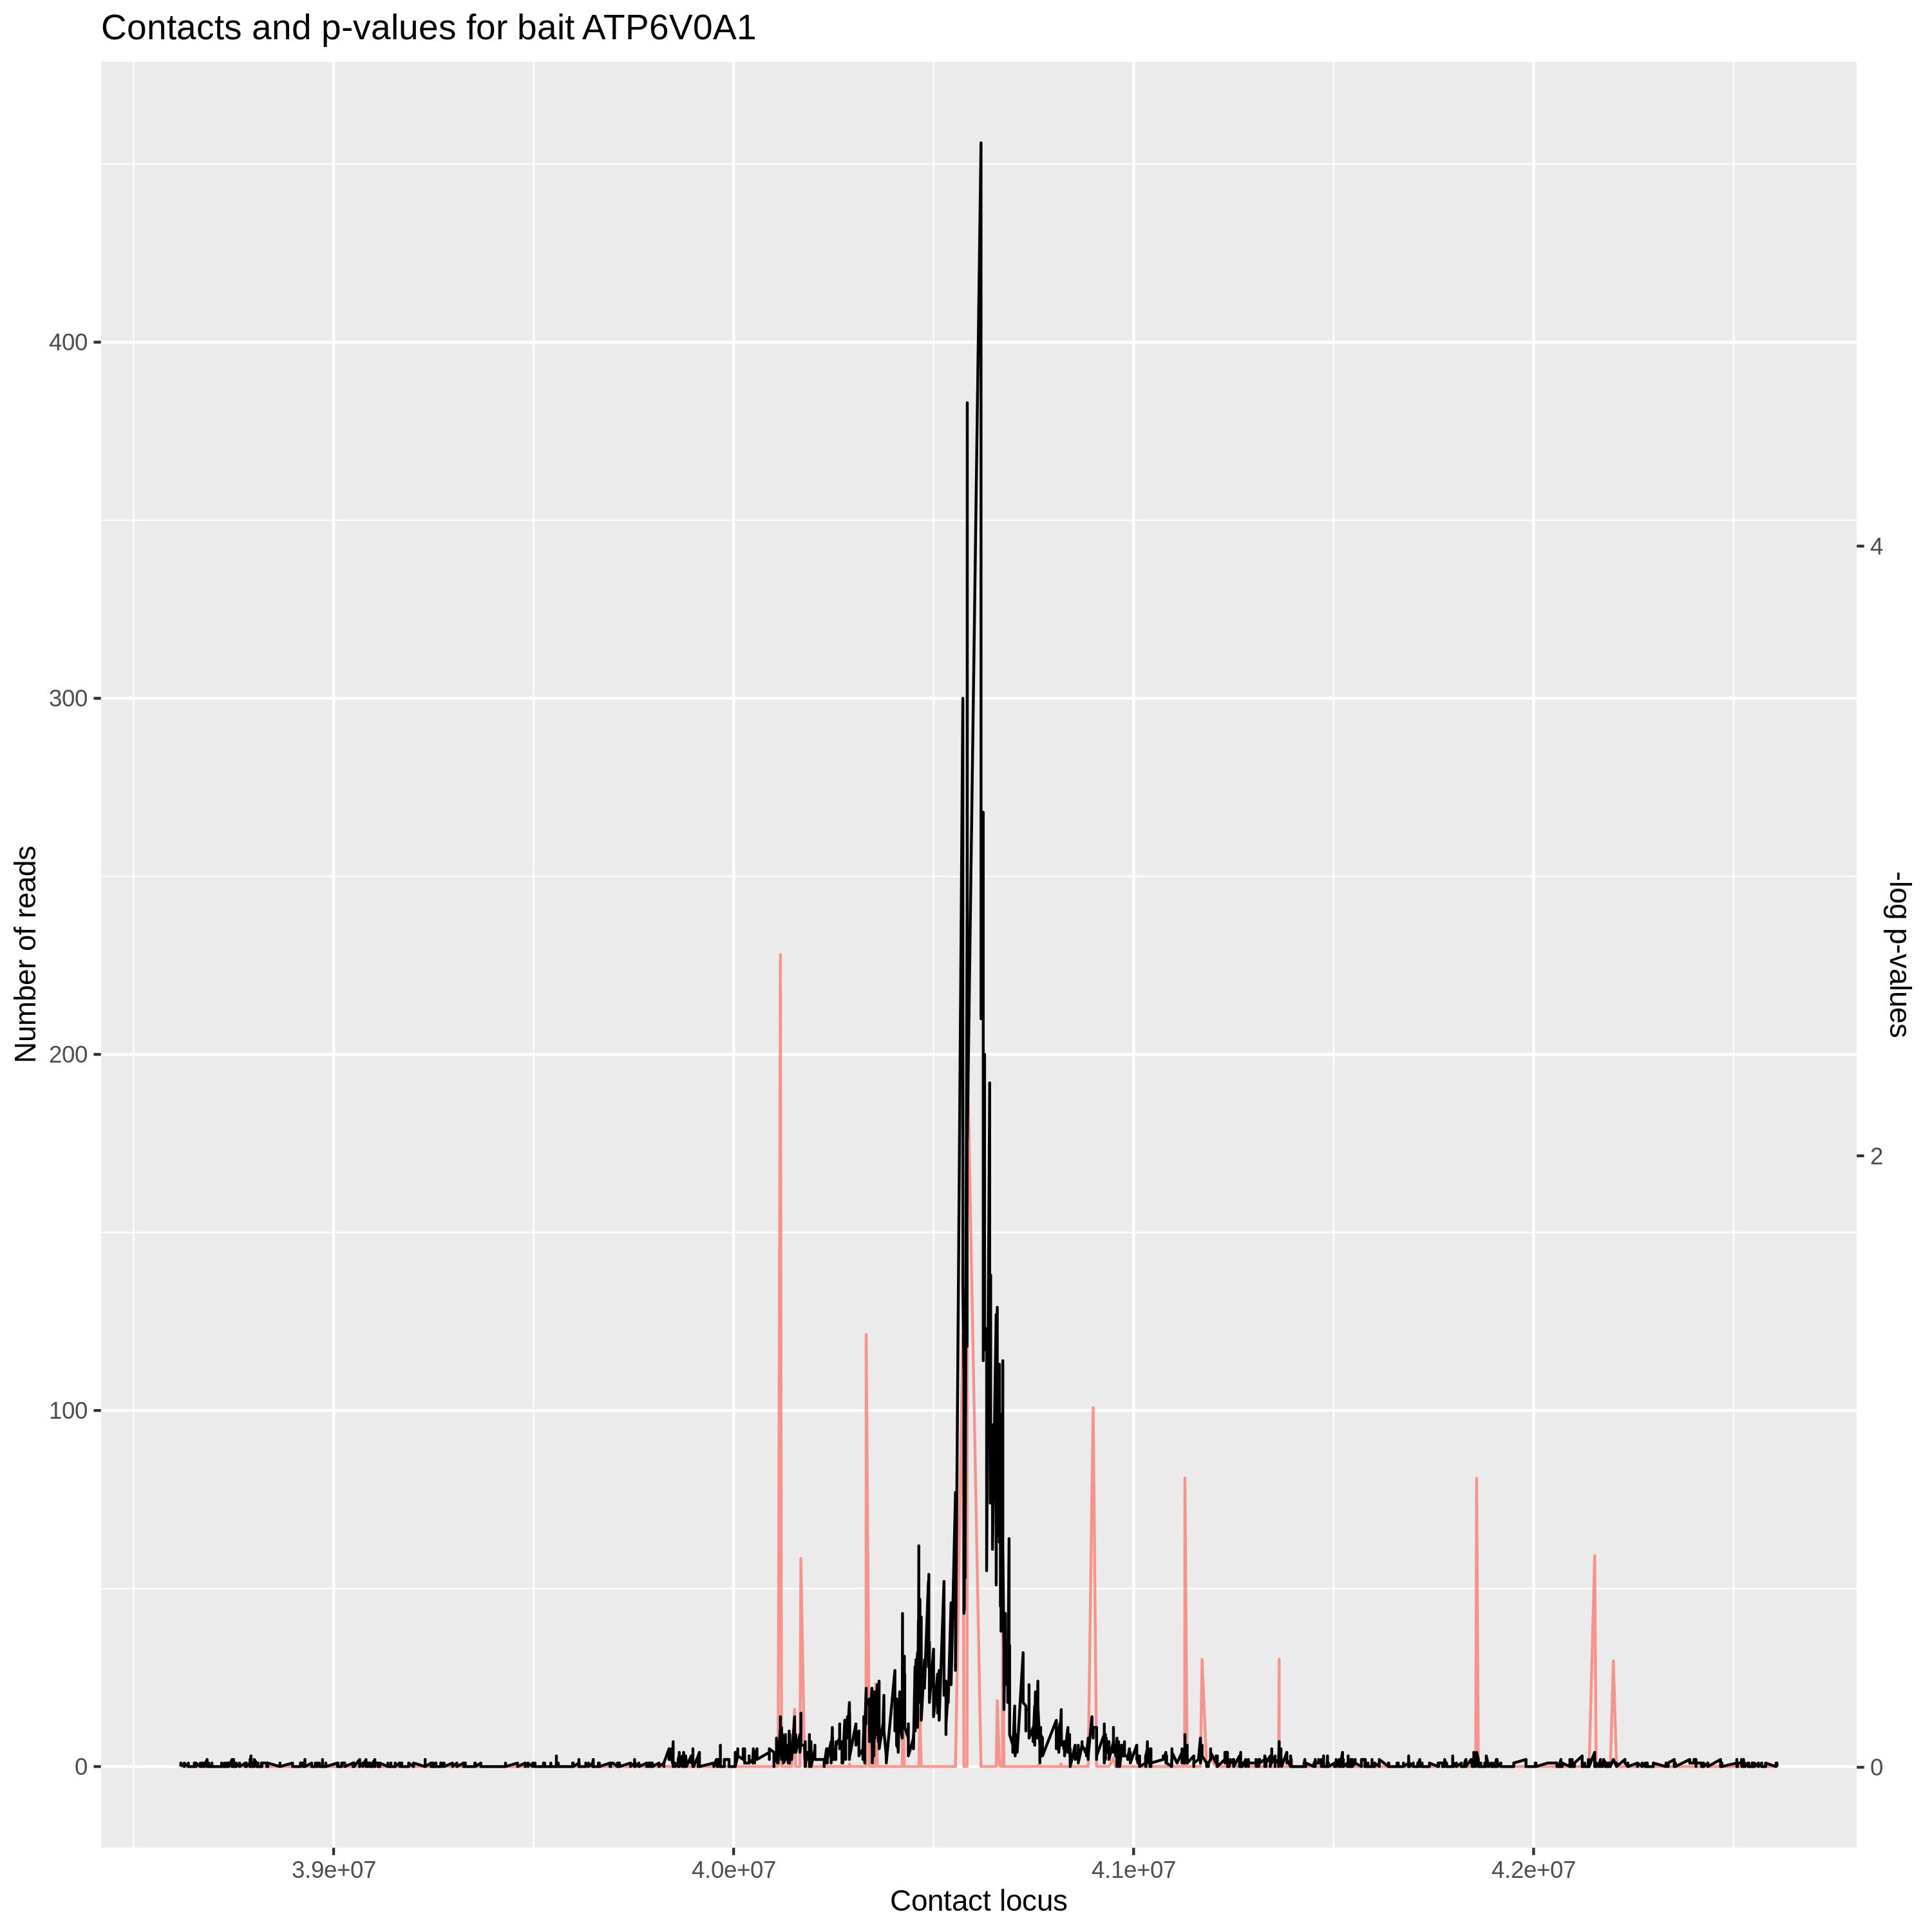 Contacts and p-values for bait ATP6V0A1
400
300
200
100
0
Number of reads
4
2
0
-log p-values
3.9e+07
4.0e+07
4.1e+07
4.2e+07
Contact locus